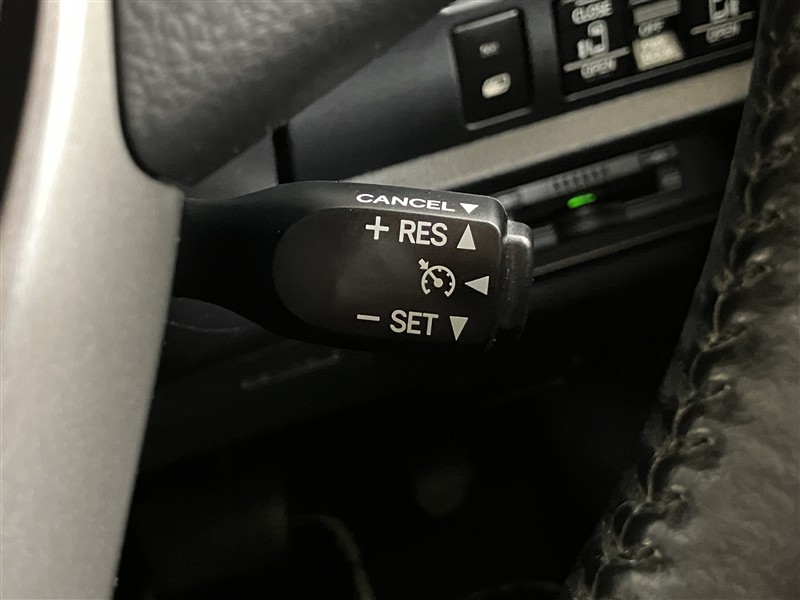 CLOSE
OPEN
OFF
OPEN
CANCEL▼
+ RES ▲
◀
− SET ▼